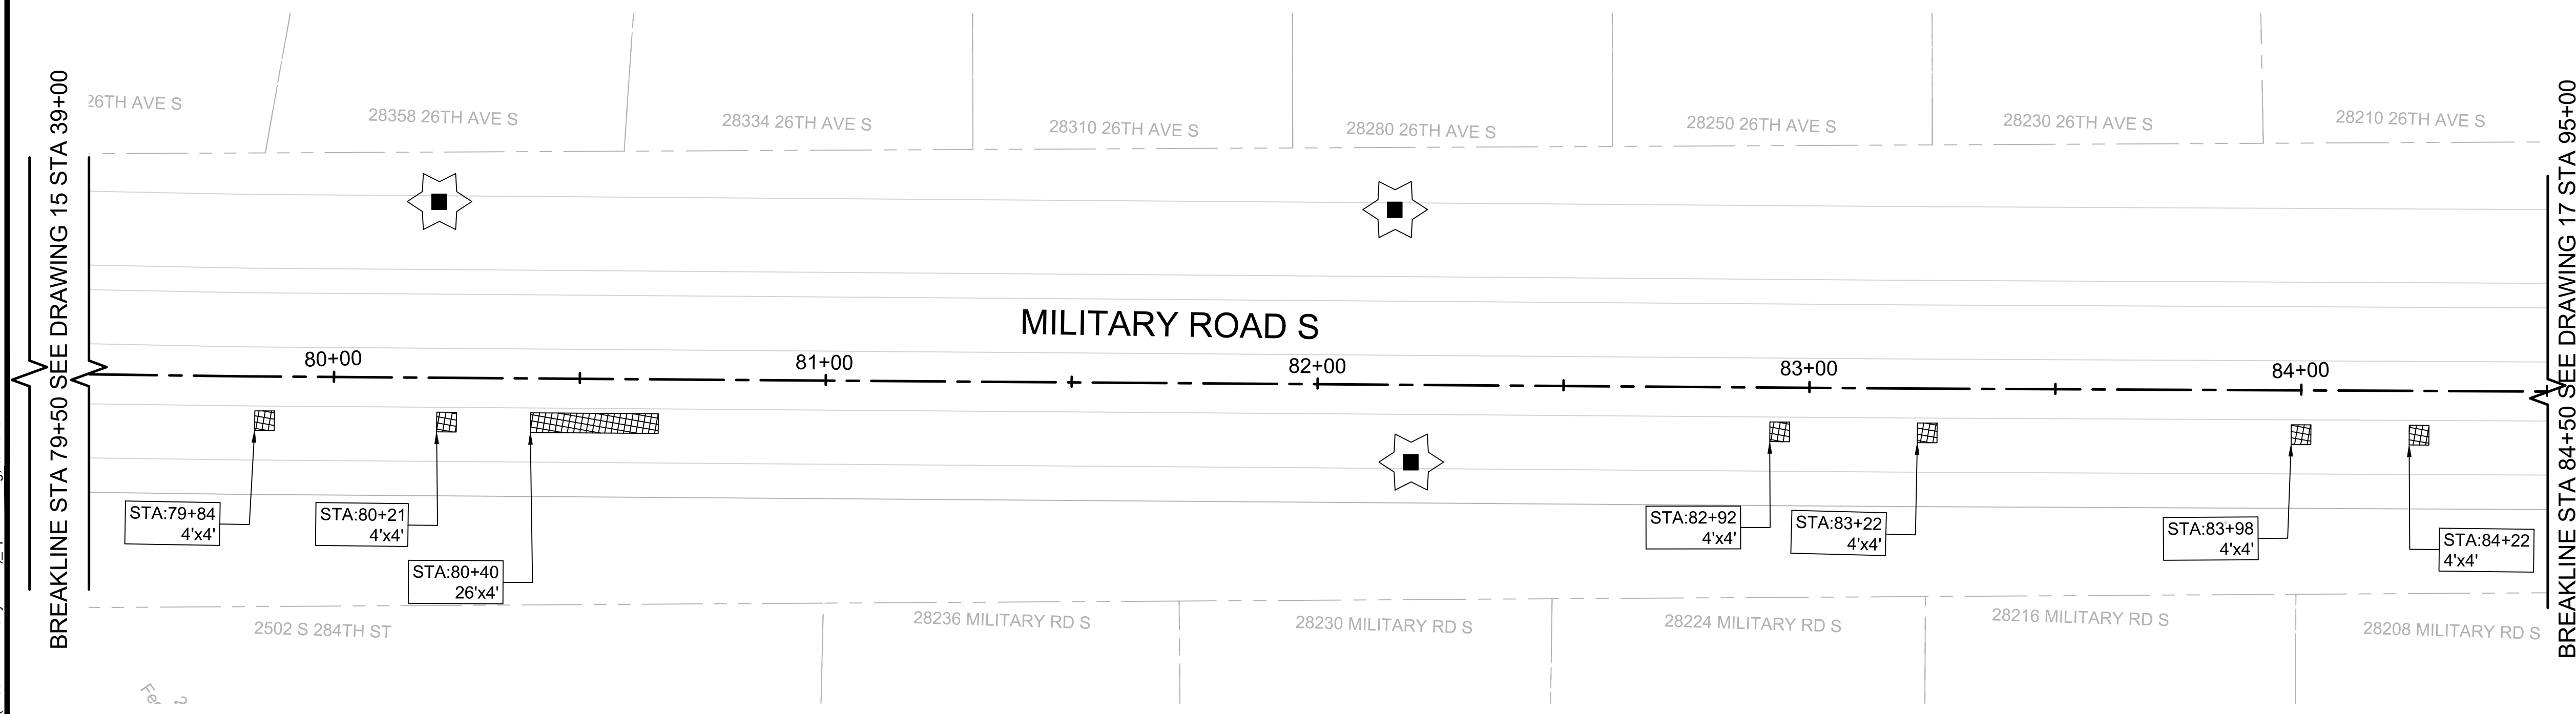 BREAKLINE STA 79+50 SEE DRAWING 15 STA 39+00
26TH AVE S
28358 26TH AVE S
28334 26TH AVE S
28310 26TH AVE S
28280 26TH AVE S
28250 26TH AVE S
28230 26TH AVE S
28210 26TH AVE S
MILITARY ROAD S
80+00
81+00
82+00
83+00
84+00
STA:79+84
4'x4'
STA:80+21
4'x4'
STA:80+40
26'x4'
STA:82+92
4'x4'
STA:83+22
4'x4'
STA:83+98
4'x4'
STA:84+22
4'x4'
2502 S 284TH ST
28236 MILITARY RD S
28230 MILITARY RD S
28224 MILITARY RD S
28216 MILITARY RD S
28208 MILITARY RD S
BREAKLINE STA 84+50 SEE DRAWING 17 STA 95+00